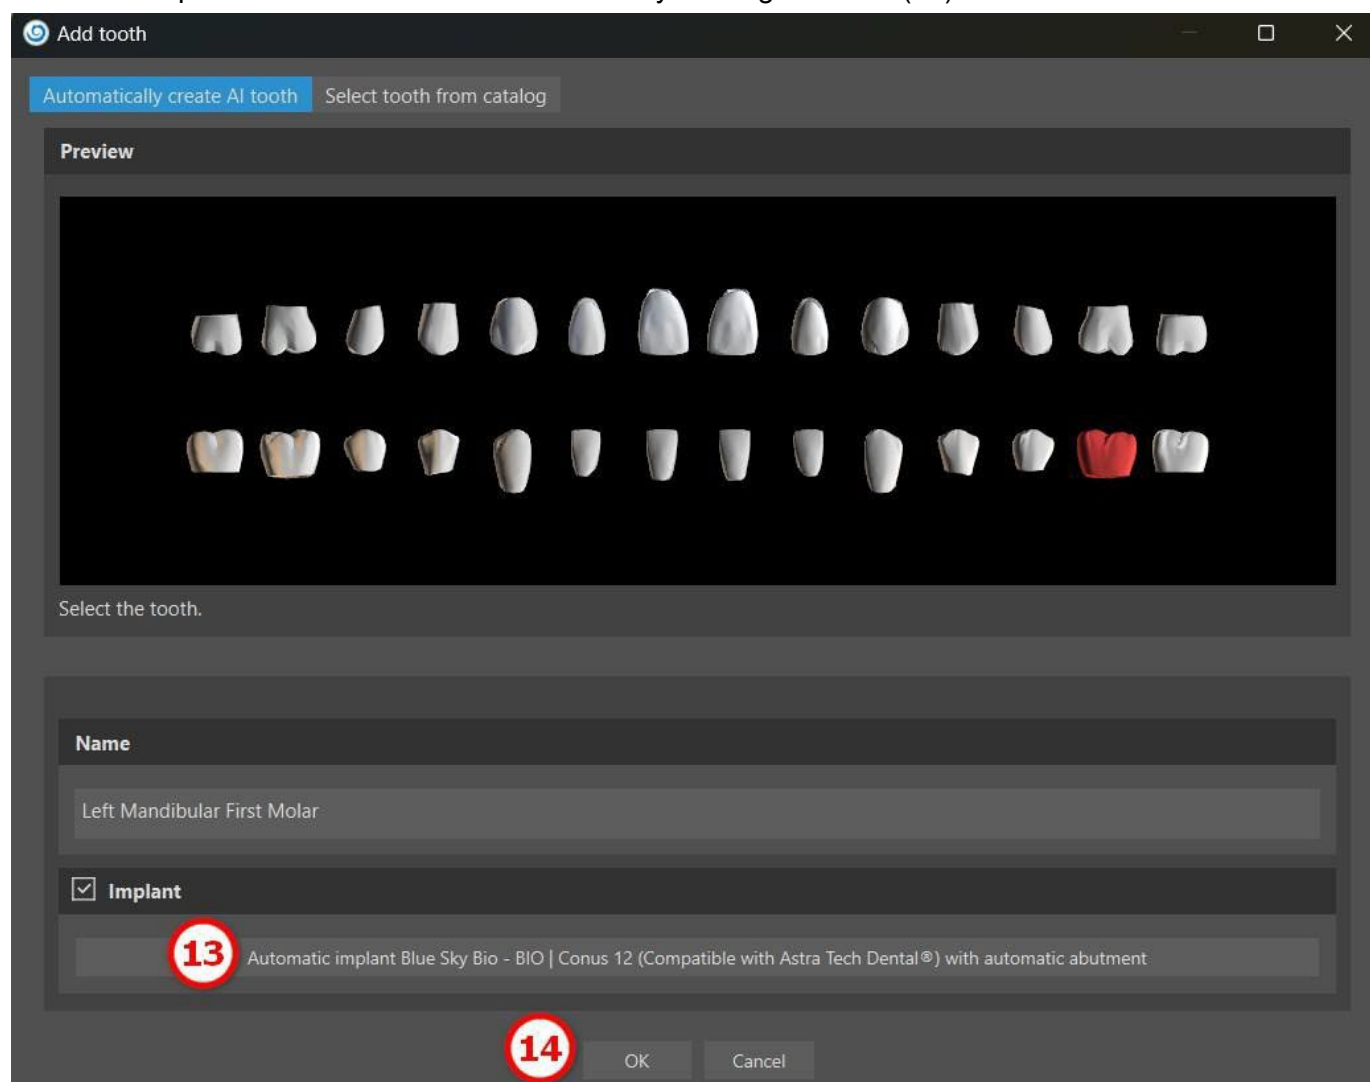 Add tooth
Automatically create AI tooth Select tooth from catalog
Preview
Select the tooth.
Name
Left Mandibular First Molar
Implant
13 Automatic implant Blue Sky Bio - BIO | Conus 12 (Compatible with Astra Tech Dental®) with automatic abutment
14 OK Cancel